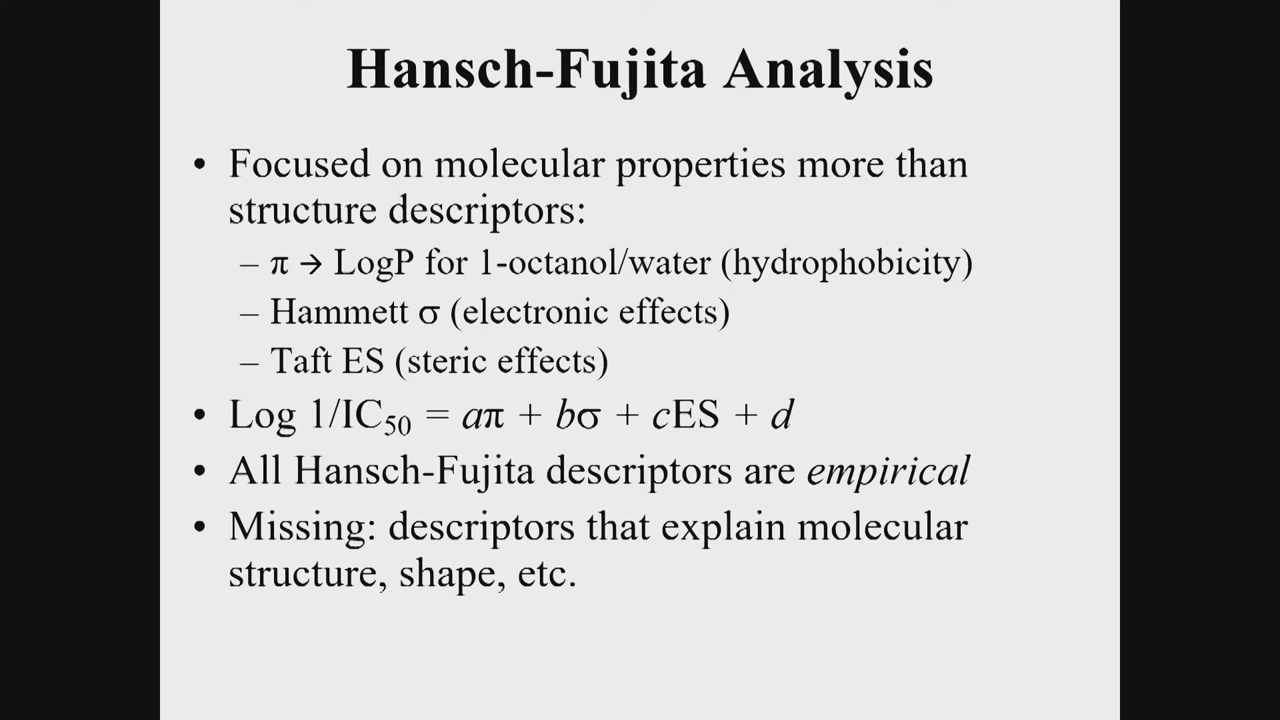 Hansch-Fujita Analysis
• Focused on molecular properties more than
structure descriptors:
– π → LogP for 1-octanol/water (hydrophobicity)
– Hammett σ (electronic effects)
– Taft ES (steric effects)
• Log 1/IC₅₀ = aπ + bσ + cES + d
• All Hansch-Fujita descriptors are empirical
• Missing: descriptors that explain molecular
structure, shape, etc.